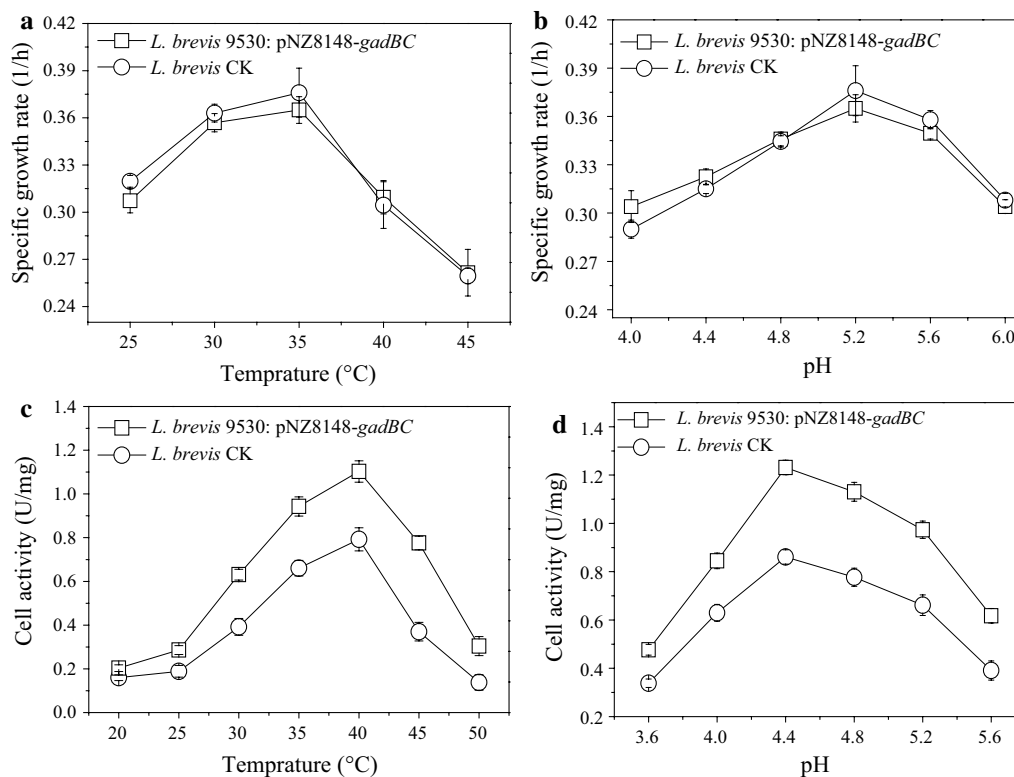 a
L. brevis 9530: pNZ8148-gadBC
L. brevis CK
Specific growth rate (1/h)
0.42
0.39
0.36
0.33
0.30
0.27
0.24
25 30 35 40 45
Temprature (°C)
b
L. brevis 9530: pNZ8148-gadBC
L. brevis CK
Specific growth rate (1/h)
0.42
0.39
0.36
0.33
0.30
0.27
0.24
4.0 4.4 4.8 5.2 5.6 6.0
pH
c
L. brevis 9530: pNZ8148-gadBC
L. brevis CK
Cell activity (U/mg)
1.4
1.2
1.0
0.8
0.6
0.4
0.2
0.0
20 25 30 35 40 45 50
Temprature (°C)
d
L. brevis 9530: pNZ8148-gadBC
L. brevis CK
Cell activity (U/mg)
1.4
1.2
1.0
0.8
0.6
0.4
0.2
3.6 4.0 4.4 4.8 5.2 5.6
pH